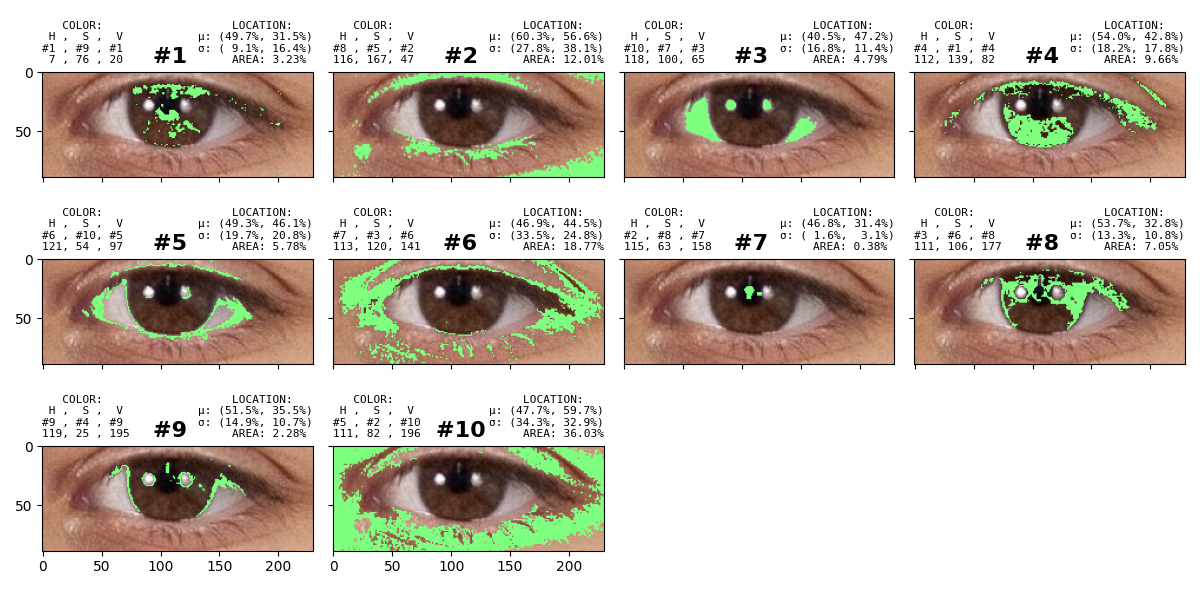 COLOR: LOCATION:
H , S , V μ: (49.7%, 31.5%)
#1 , #9 , #1 #1 σ: ( 9.1%, 16.4%)
7 , 76 , 20 AREA: 3.23%
COLOR: LOCATION:
H , S , V μ: (60.3%, 56.6%)
#8 , #5 , #2 #2 σ: (27.8%, 38.1%)
116, 167, 47 AREA: 12.01%
COLOR: LOCATION:
H , S , V μ: (40.5%, 47.2%)
#10, #7 , #3 #3 σ: (16.8%, 11.4%)
118, 100, 65 AREA: 4.79%
COLOR: LOCATION:
H , S , V μ: (54.0%, 42.8%)
#4 , #1 , #4 #4 σ: (18.2%, 17.8%)
112, 139, 82 AREA: 9.66%
0
50
COLOR: LOCATION:
H , S , V μ: (49.3%, 46.1%)
#6 , #10, #5 #5 σ: (19.7%, 20.8%)
121, 54 , 97 AREA: 5.78%
COLOR: LOCATION:
H , S , V μ: (46.9%, 44.5%)
#7 , #3 , #6 #6 σ: (33.5%, 24.8%)
113, 120, 141 AREA: 18.77%
COLOR: LOCATION:
H , S , V μ: (46.8%, 31.4%)
#2 , #8 , #7 #7 σ: ( 1.6%, 3.1%)
115, 63 , 158 AREA: 0.38%
COLOR: LOCATION:
H , S , V μ: (53.7%, 32.8%)
#3 , #6 , #8 #8 σ: (13.3%, 10.8%)
111, 106, 177 AREA: 7.05%
0
50
COLOR: LOCATION:
H , S , V μ: (51.5%, 35.5%)
#9 , #4 , #9 #9 σ: (14.9%, 10.7%)
119, 25 , 195 AREA: 2.28%
COLOR: LOCATION:
H , S , V μ: (47.7%, 59.7%)
#5 , #2 , #10 #10 σ: (34.3%, 32.9%)
111, 82 , 196 AREA: 36.03%
0
50
0 50 100 150 200
0 50 100 150 200